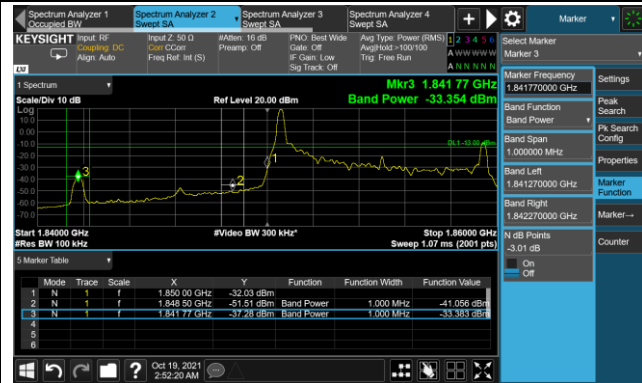 Spectrum Analyzer 1
Occupied BW
Spectrum Analyzer 2
Swept SA
Spectrum Analyzer 3
Swept SA
Spectrum Analyzer 4
Swept SA
Marker
KEYSIGHT
Input: RF
Coupling: DC
Align: Auto
Input Z: 50 Ω
Corr CCorr
Freq Ref: Int (S)
#Atten: 16 dB
Preamp: Off
PNO: Best Wide
Gate: Off
IF Gain: Low
Sig Track: Off
Avg Type: Power (RMS)
Avg|Hold:>100/100
Trig: Free Run
1 2 3 4 5 6
A W W W W W
A N N N N N
LXI
Select Marker
Marker 3
1 Spectrum
Scale/Div 10 dB
Ref Level 20.00 dBm
Mkr3 1.841 77 GHz
Band Power -33.354 dBm
Log
10.0
0.00
-10.0
-20.0
-30.0
-40.0
-50.0
-60.0
-70.0
DL1 -13.00 dBm
3
2
1
Start 1.84000 GHz
#Res BW 100 kHz
#Video BW 300 kHz*
Stop 1.86000 GHz
Sweep 1.07 ms (2001 pts)
5 Marker Table
Mode Trace Scale X Y Function Function Width Function Value
1 N 1 f 1.850 00 GHz -32.03 dBm
2 N 1 f 1.848 50 GHz -51.51 dBm Band Power 1.000 MHz -41.056 dBm
3 N 1 f 1.841 77 GHz -37.28 dBm Band Power 1.000 MHz -33.383 dBm
4
5
6
Marker Frequency
1.841770000 GHz
Band Function
Band Power
Band Span
1.000000 MHz
Band Left
1.841270000 GHz
Band Right
1.842270000 GHz
N dB Points
-3.01 dB
On
Off
Settings
Peak
Search
Pk Search
Config
Properties
Marker
Function
Marker→
Counter
?
Oct 19, 2021
2:52:20 AM